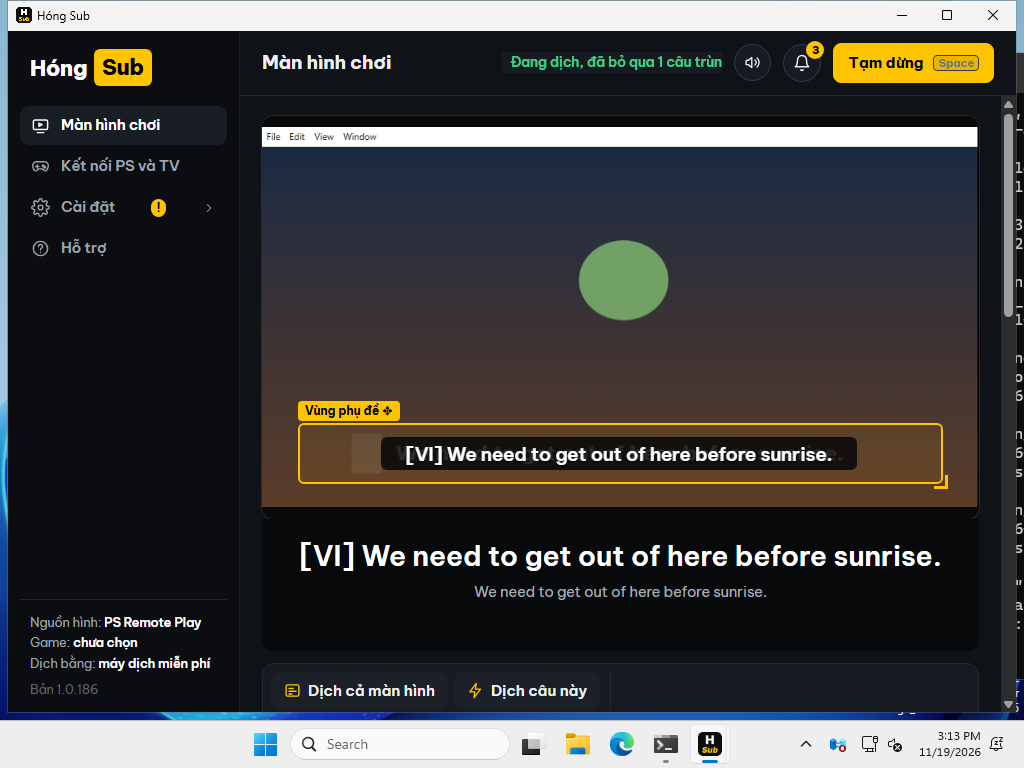 Hóng Sub
Hóng Sub
Màn hình chơi
Kết nối PS và TV
Cài đặt
!
Hỗ trợ
Nguồn hình: PS Remote Play
Game: chưa chọn
Dịch bằng: máy dịch miễn phí
Bản 1.0.186
Màn hình chơi
Đang dịch, đã bỏ qua 1 câu trùn
3
Tạm dừng Space
File Edit View Window
Vùng phụ đề
[VI] We need to get out of here before sunrise.
[VI] We need to get out of here before sunrise.
We need to get out of here before sunrise.
Dịch cả màn hình
Dịch câu này
Search
H Sub
3:13 PM
11/19/2026